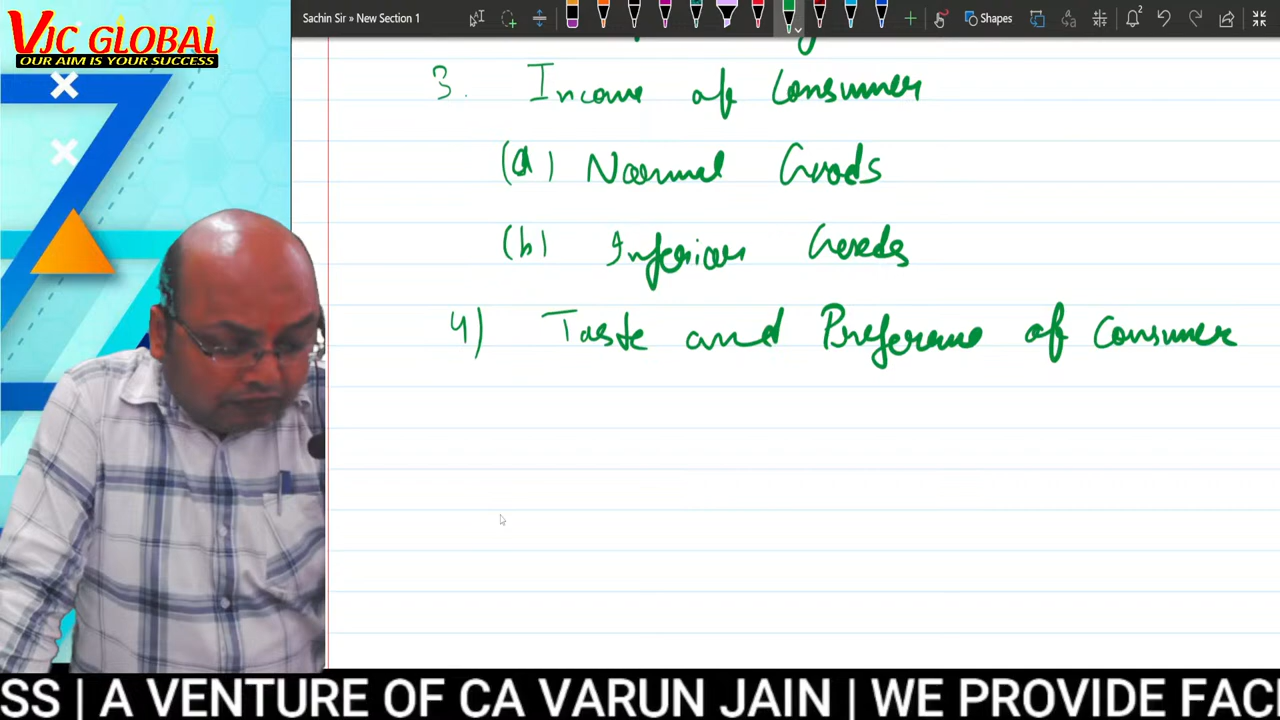 VJC GLOBAL
OUR AIM IS YOUR SUCCESS
Sachin Sir » New Section 1
Shapes
3. Income of Consumer
(a) Normal Goods
(b) Inferior Goods
4) Taste and Preference of Consumer
SS | A VENTURE OF CA VARUN JAIN | WE PROVIDE FACI